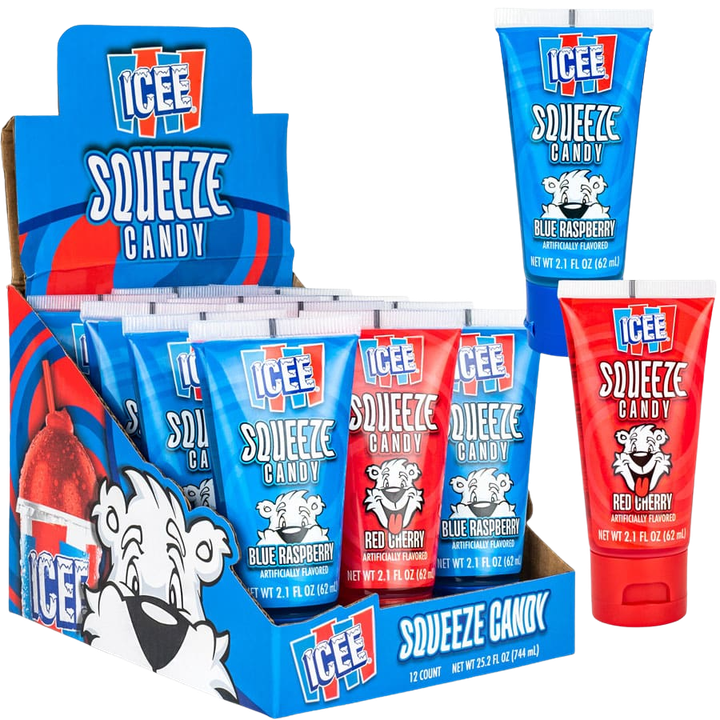 ICEE
SQUEEZE
CANDY
ICEE
SQUEEZE
CANDY
BLUE RASPBERRY
ARTIFICIALLY FLAVORED
NET WT 2.1 FL OZ (62 mL)
ICEE
SQUEEZE
CANDY
RED CHERRY
ARTIFICIALLY FLAVORED
NET WT 2.1 FL OZ (62 mL)
IC
SQU
CA
ICEE
SQUEEZE
CANDY
BLUE RASPBERRY
ARTIFICIALLY FLAVORED
NET WT 2.1 FL OZ (62 mL)
ICEE
SQUEEZE
CANDY
RED CHERRY
ARTIFICIALLY FLAVORED
NET WT 2.1 FL OZ (62 mL
ICEE
SQUEEZE
CANDY
BLUE RASPBERRY
ARTIFICIALLY FLAVORED
NET WT 2.1 FL OZ (62 mL
ICEE
ICEE
SQUEEZE CANDY
12 COUNT NET WT 25.2 FL OZ (744 mL)